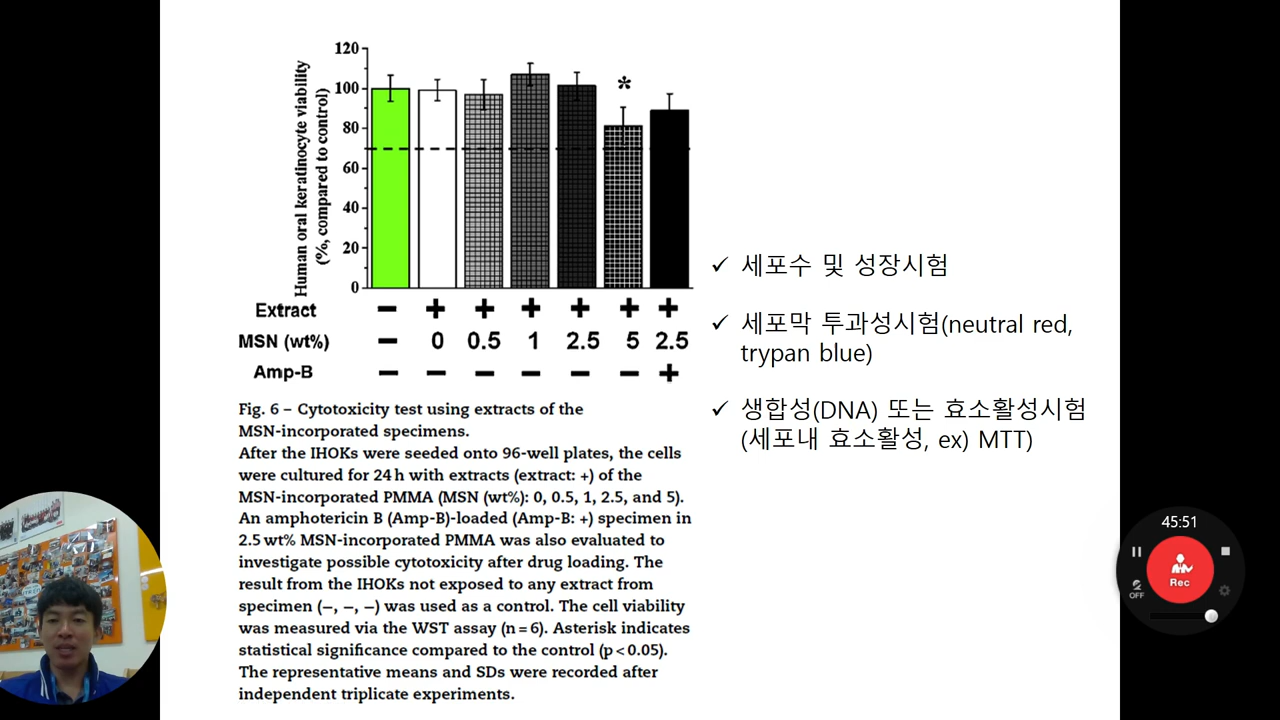 120
100
80
60
40
20
0
Human oral keratinocyte viability
(%, compared to control)
*
Extract − + + + + + +
MSN (wt%) − 0 0.5 1 2.5 5 2.5
Amp-B − − − − − − +
Fig. 6 – Cytotoxicity test using extracts of the
MSN-incorporated specimens.
After the IHOKs were seeded onto 96-well plates, the cells
were cultured for 24 h with extracts (extract: +) of the
MSN-incorporated PMMA (MSN (wt%): 0, 0.5, 1, 2.5, and 5).
An amphotericin B (Amp-B)-loaded (Amp-B: +) specimen in
2.5 wt% MSN-incorporated PMMA was also evaluated to
investigate possible cytotoxicity after drug loading. The
result from the IHOKs not exposed to any extract from
specimen (−, −, −) was used as a control. The cell viability
was measured via the WST assay (n = 6). Asterisk indicates
statistical significance compared to the control (p < 0.05).
The representative means and SDs were recorded after
independent triplicate experiments.
✓ 세포수 및 성장시험
✓ 세포막 투과성시험(neutral red,
trypan blue)
✓ 생합성(DNA) 또는 효소활성시험
(세포내 효소활성, ex) MTT)
45:51
Rec
OFF